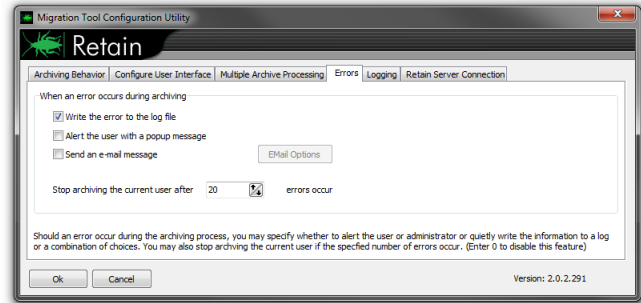 Migration Tool Configuration Utility
Retain
Archiving Behavior Configure User Interface Multiple Archive Processing Errors Logging Retain Server Connection
When an error occurs during archiving
Write the error to the log file
Alert the user with a popup message
Send an e-mail message EMail Options
Stop archiving the current user after 20 errors occur
Should an error occur during the archiving process, you may specify whether to alert the user or administrator or quietly write the information to a log
or a combination of choices. You may also stop archving the current user if the specfied number of errors occur. (Enter 0 to disable this feature)
Ok Cancel Version: 2.0.2.291